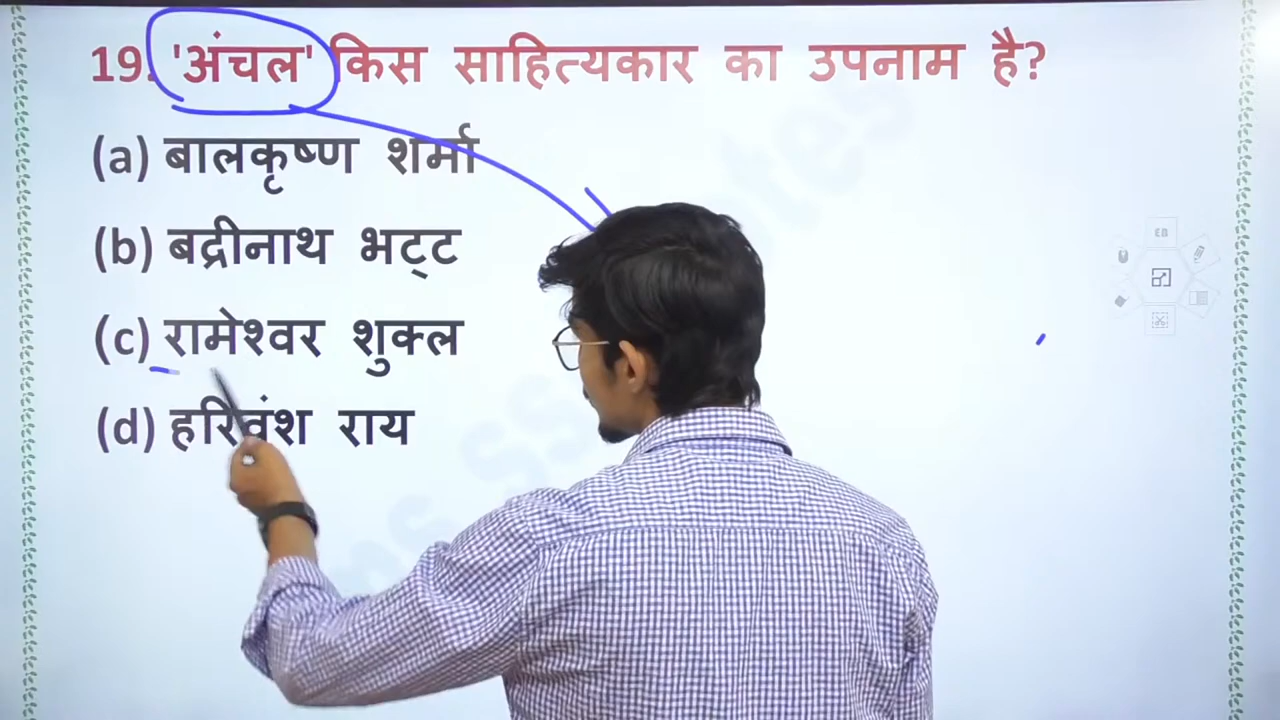 19. 'अंचल' किस साहित्यकार का उपनाम है?
(a) बालकृष्ण शर्मा
(b) बद्रीनाथ भट्ट
(c) रामेश्वर शुक्ल
(d) हरिवंश राय